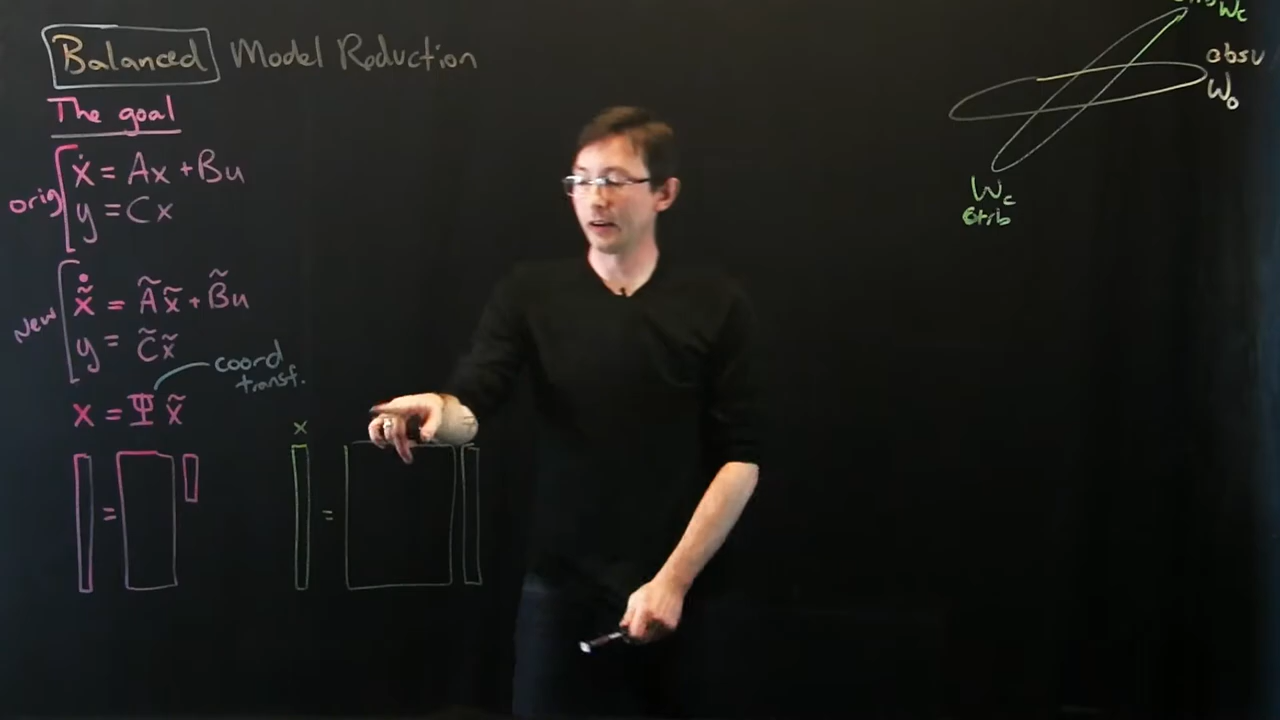 Balanced Model Reduction
The goal
orig
ẋ = Ax + Bu
y = Cx
New
x̃̇ = Ãx̃ + B̃u
y = C̃x̃
coord
transf.
x = Ψ x̃
x
=
=
Wc
obsv
Wo
Wc
Ctrb